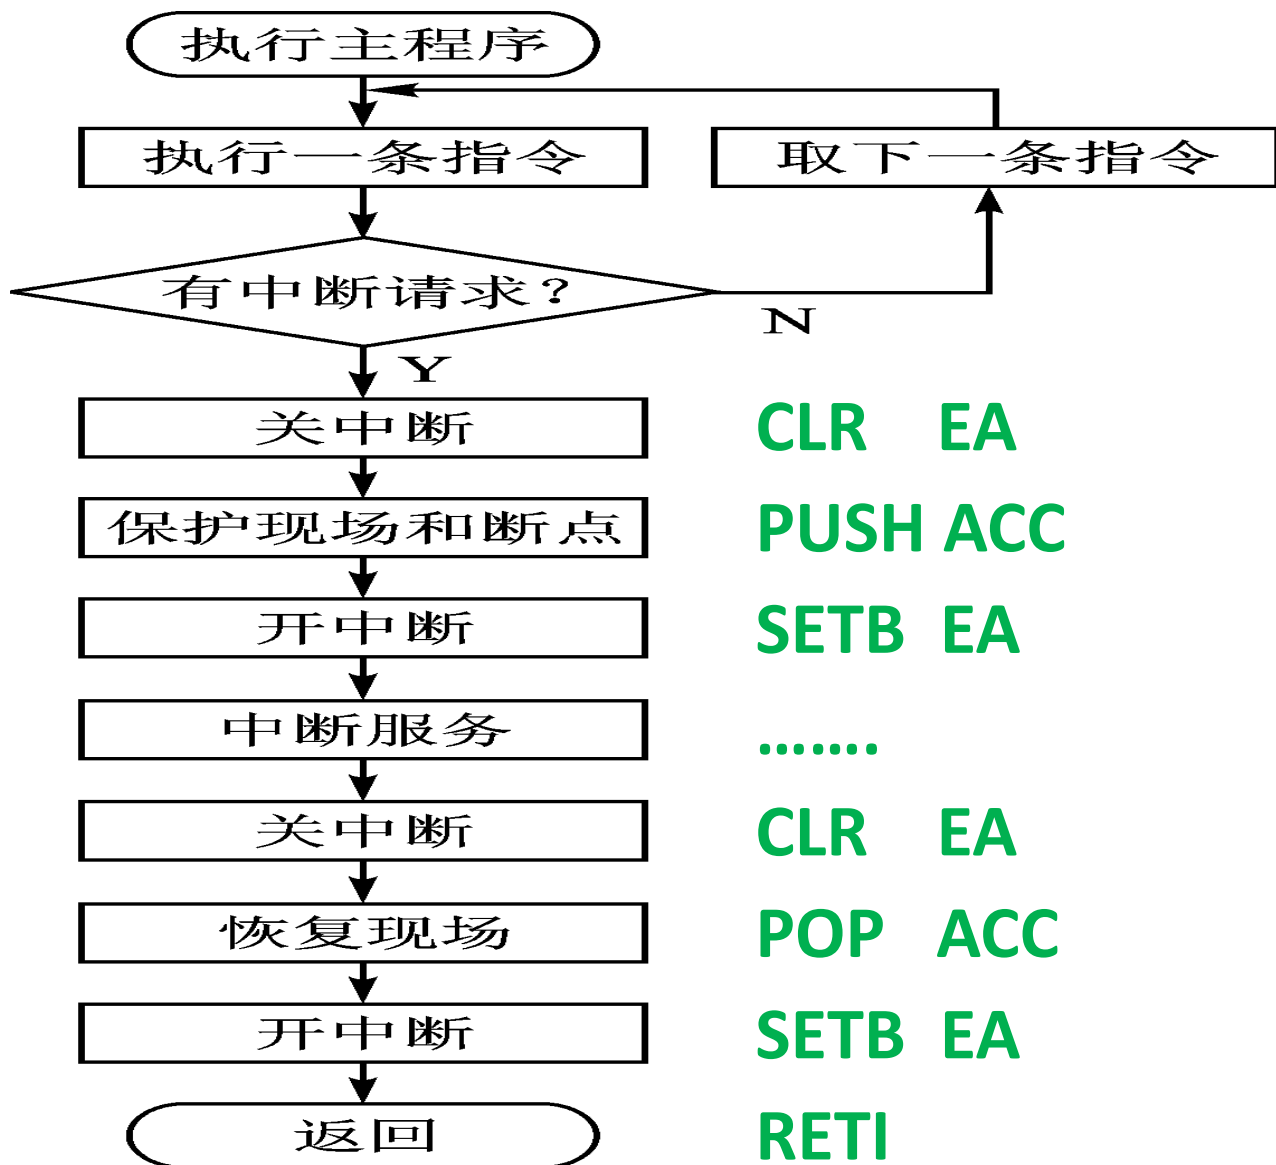 执行主程序
执行一条指令 取下一条指令
有中断请求?
N
Y
关中断 CLR EA
保护现场和断点 PUSH ACC
开中断 SETB EA
中断服务 .......
关中断 CLR EA
恢复现场 POP ACC
开中断 SETB EA
返回 RETI